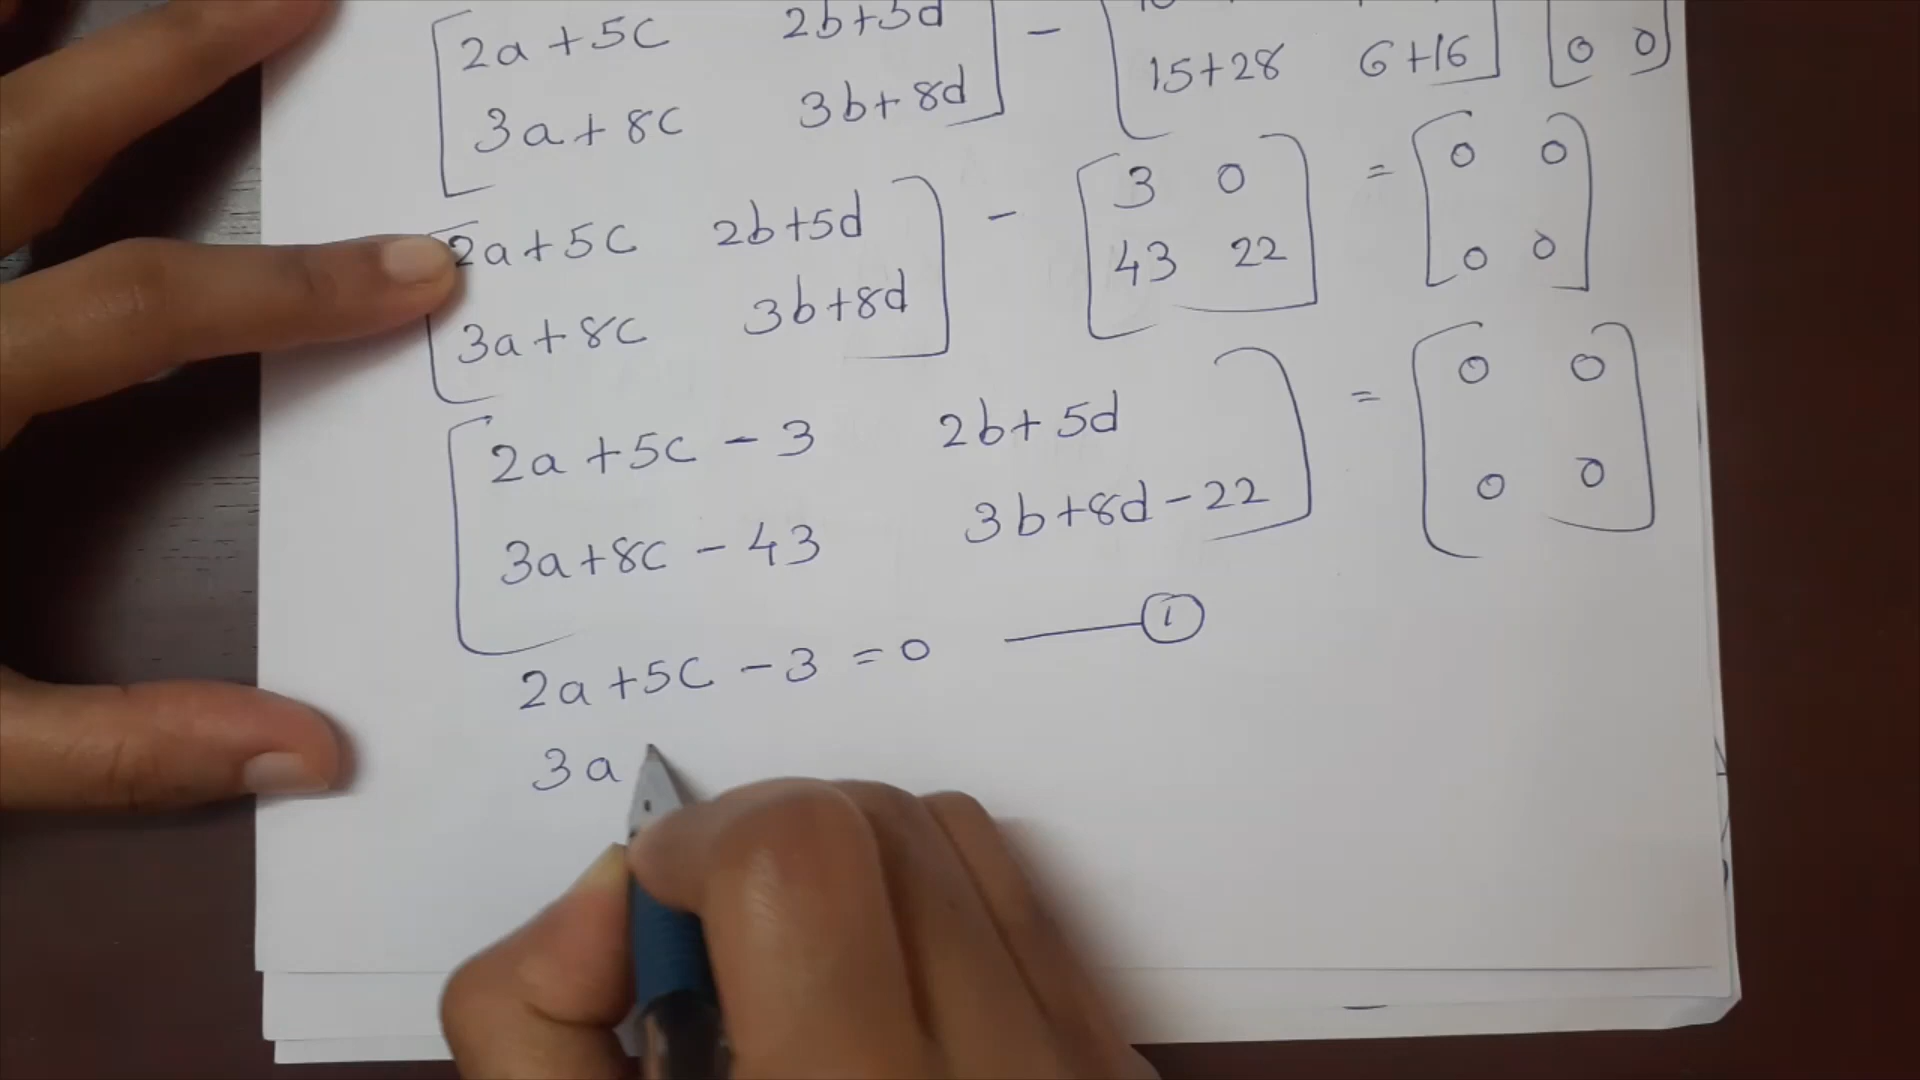 [2a+5c 2b+5d] - [
3a+8c 3b+8d] 15+28 6+16] [0 0]
[2a+5c 2b+5d] - [3 0] = [0 0]
[3a+8c 3b+8d] [43 22] [0 0]
[2a+5c-3 2b+5d] = [0 0]
[3a+8c-43 3b+8d-22] [0 0]
2a+5c-3=0 —①
3a